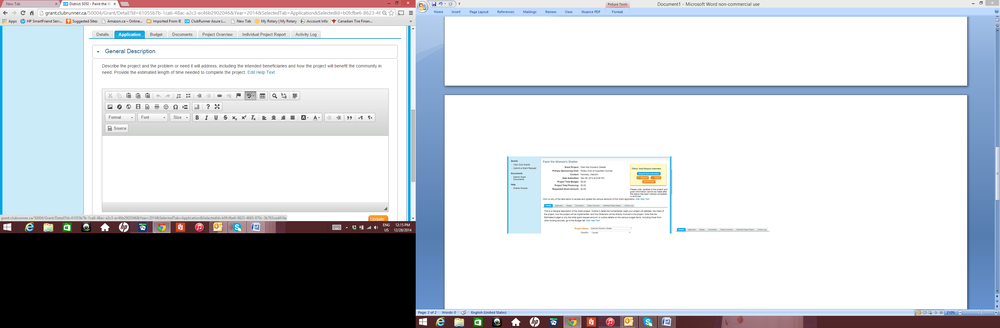 New Tab
District 5050 - Paint the W
grant.clubrunner.ca/50004/Grant/Detail?Id=61055b7b-1ca6-48ac-a2c3-ec46b2902046&Year=2014&SelectedTab=Application&SelectedId=b0fcfbe6-8623-4
Apps HP SmartFriend Serv... Suggested Sites Amazon.ca – Online... Imported From IE ClubRunner Azure L... New Tab My Rotary | My Rotary Account Info Canadian Tire Finan... »
Details Application Budget Documents Project Overview Individual Project Report Activity Log
General Description
Describe the project and the problem or need it will address, including the intended beneficiaries and how the project will benefit the community in
need. Provide the estimated length of time needed to complete the project. Edit Help Text
Format Font Size
Source
grant.clubrunner.ca/50004/Grant/Detail?Id=61055b7b-1ca6-48ac-a2c3-ec46b2902046&Year=2014&SelectedTab=Application&SelectedId=b0fcfbe6-8623-4665-870c-3b763cad414a
Update
ENG 12:15 PM
US 12/28/2014
Picture Tools
Document1 - Microsoft Word non-commercial use
Home Insert Page Layout References Mailings Review View Nuance PDF Format
Grants
View Club Grants
Submit a Grant Request
Documents
District Grant
Documents
Help
Grants Module
Paint the Women's Shelter
Grant Project: Paint the Women's Shelter
Primary Sponsoring Club: Rotary Club of Coquitlam Sunrise
Contact: Kennedy, Malcolm
Date Submitted: Dec 28, 2014 at 8:08 PM
Project Total Budget: $0.00
Project Total Financing: $0.00
Requested Grant Amount: $0.00
Status: Initial Request Submitted
Request More Information
Approve Reject
Cancel Grant
Please note, updates to the project and
grant information cannot be made after
the status has been marked completed
or archived
Click on any of the tabs below to access and update the various sections of this Grant application. Edit Help Text
Details Application Budget Documents Project Overview Individual Project Report Activity Log
This is a General description of the Grant project. Outline in detail the humanitarian need your project will address, the intent of
the project, how the project will be implemented, and how Rotarians will be directly involved in the project. Note that the
Estimated budget is only the initial grant request amount; to outline details on the various budget items, including those from
other funding sources, go to the Budget tab. Edit Help Text
Project Name: Paint the Women's Shelter *
Country: Canada
Details Application Budget Documents Project Overview Individual Project Report Activity Log
Page: 2 of 2 Words: 0 English (United States) 210%